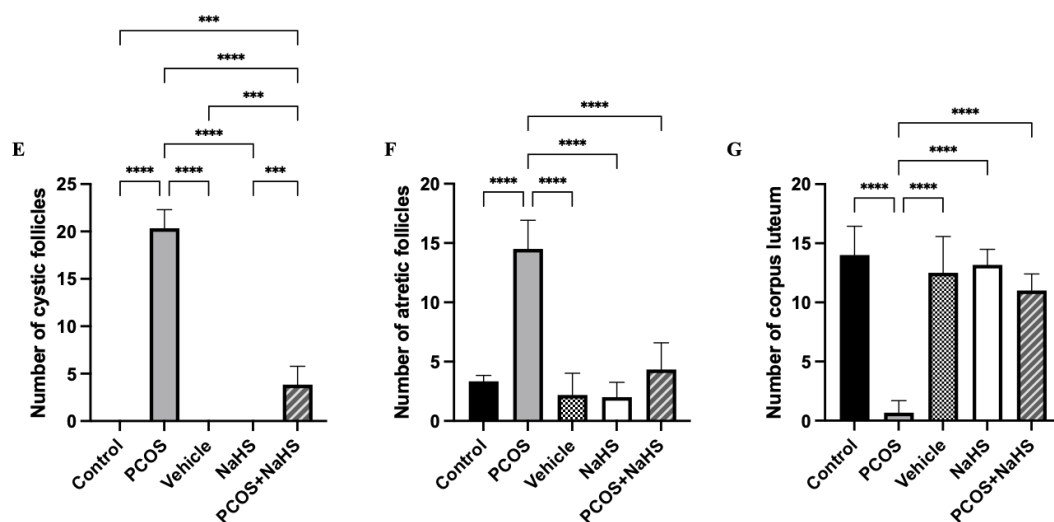 E
***
****
***
****
**** **** ***
Number of cystic follicles
25
20
15
10
5
0
Control
PCOS
Vehicle
NaHS
PCOS+NaHS
F
****
****
**** ****
Number of atretic follicles
20
15
10
5
0
Control
PCOS
Vehicle
NaHS
PCOS+NaHS
G
****
****
**** ****
Number of corpus luteum
20
15
10
5
0
Control
PCOS
Vehicle
NaHS
PCOS+NaHS